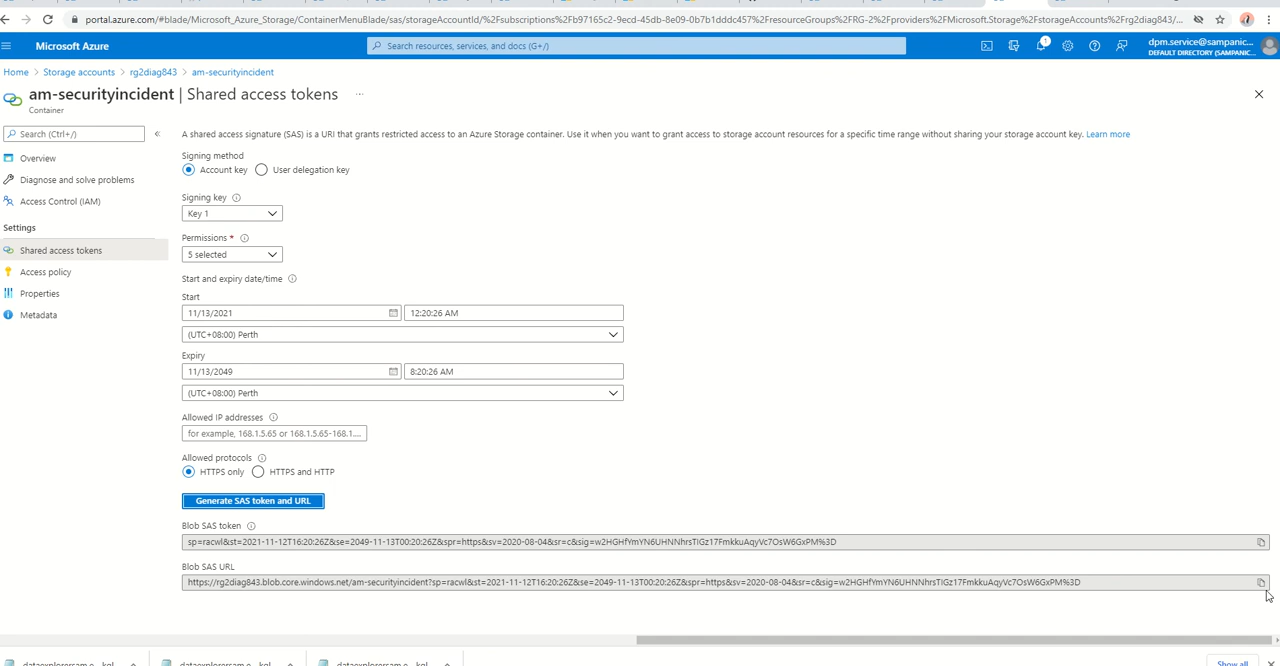 portal.azure.com/#blade/Microsoft_Azure_Storage/ContainerMenuBlade/sas/storageAccountId/%2Fsubscriptions%2Fb97165c2-9ecd-45db-8e09-0b7b1dddc457%2FresourceGroups%2FRG-2%2Fproviders%2FMicrosoft.Storage%2FstorageAccounts%2Frg2diag843/...
Microsoft Azure
Search resources, services, and docs (G+/)
1
dpm.service@sampanic...
DEFAULT DIRECTORY (SAMPANIC...
Home > Storage accounts > rg2diag843 > am-securityincident
am-securityincident | Shared access tokens ...
Container
Search (Ctrl+/)
«
Overview
Diagnose and solve problems
Access Control (IAM)
Settings
Shared access tokens
Access policy
Properties
Metadata
A shared access signature (SAS) is a URI that grants restricted access to an Azure Storage container. Use it when you want to grant access to storage account resources for a specific time range without sharing your storage account key. Learn more
Signing method
Account key User delegation key
Signing key
Key 1
Permissions *
5 selected
Start and expiry date/time
Start
11/13/2021 12:20:26 AM
(UTC+08:00) Perth
Expiry
11/13/2049 8:20:26 AM
(UTC+08:00) Perth
Allowed IP addresses
for example, 168.1.5.65 or 168.1.5.65-168.1....
Allowed protocols
HTTPS only HTTPS and HTTP
Generate SAS token and URL
Blob SAS token
sp=racwl&st=2021-11-12T16:20:26Z&se=2049-11-13T00:20:26Z&spr=https&sv=2020-08-04&sr=c&sig=w2HGHfYmYN6UHNNhrsTIGz17FmkkuAqyVc7OsW6GxPM%3D
Blob SAS URL
https://rg2diag843.blob.core.windows.net/am-securityincident?sp=racwl&st=2021-11-12T16:20:26Z&se=2049-11-13T00:20:26Z&spr=https&sv=2020-08-04&sr=c&sig=w2HGHfYmYN6UHNNhrsTIGz17FmkkuAqyVc7OsW6GxPM%3D
Show all